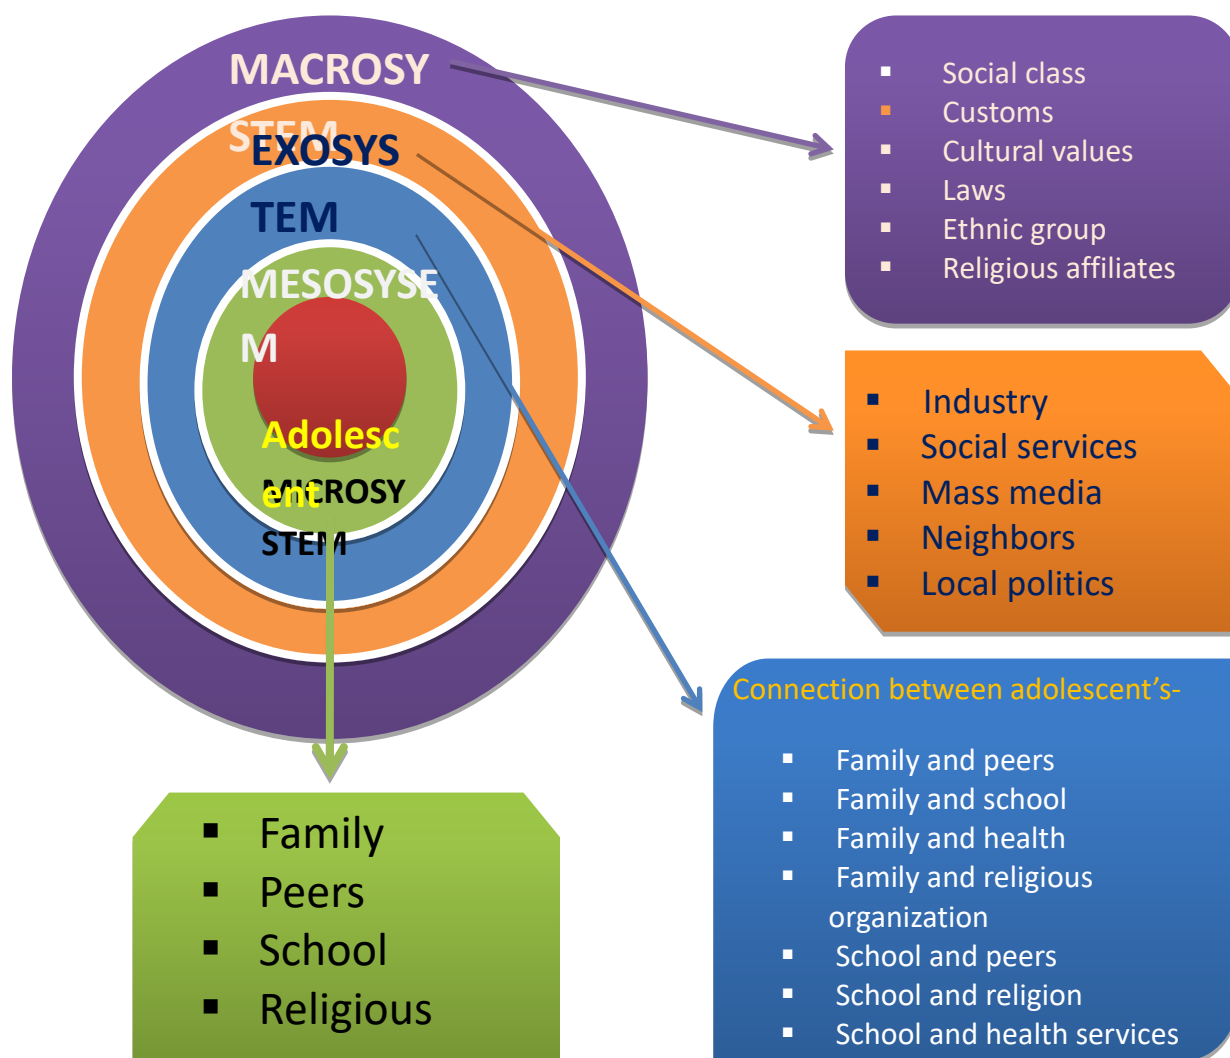 MACROSY
STEM
EXOSYS
TEM
MESOSYSE
M
Adolesc
ent
MICROSY
STEM
▪ Social class
▪ Customs
▪ Cultural values
▪ Laws
▪ Ethnic group
▪ Religious affiliates
▪ Industry
▪ Social services
▪ Mass media
▪ Neighbors
▪ Local politics
Connection between adolescent’s-
▪ Family and peers
▪ Family and school
▪ Family and health
▪ Family and religious
organization
▪ School and peers
▪ School and religion
▪ School and health services
▪ Family
▪ Peers
▪ School
▪ Religious